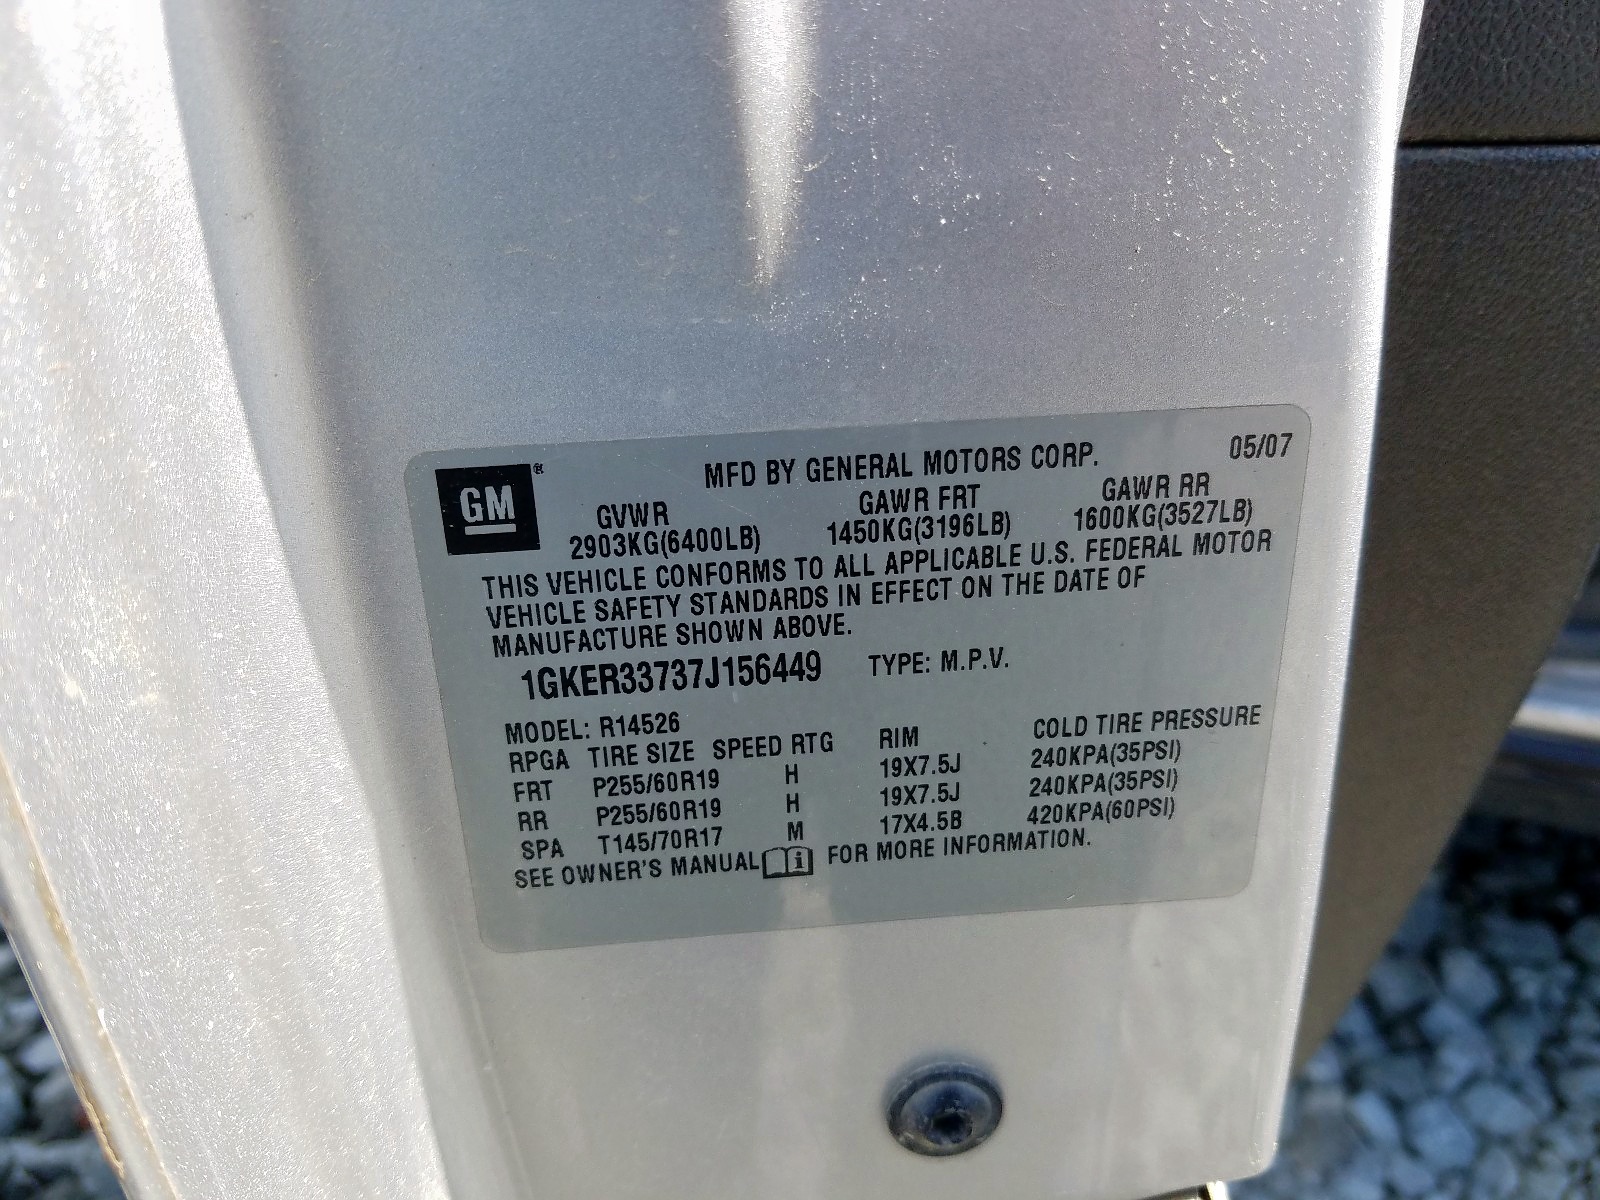 GM®
MFD BY GENERAL MOTORS CORP. 05/07
GVWR GAWR FRT GAWR RR
2903KG(6400LB) 1450KG(3196LB) 1600KG(3527LB)
THIS VEHICLE CONFORMS TO ALL APPLICABLE U.S. FEDERAL MOTOR
VEHICLE SAFETY STANDARDS IN EFFECT ON THE DATE OF
MANUFACTURE SHOWN ABOVE.
1GKER33737J156449 TYPE: M.P.V.
MODEL: R14526
RPGA TIRE SIZE SPEED RTG RIM COLD TIRE PRESSURE
FRT P255/60R19 H 19X7.5J 240KPA(35PSI)
RR P255/60R19 H 19X7.5J 240KPA(35PSI)
SPA T145/70R17 M 17X4.5B 420KPA(60PSI)
SEE OWNER'S MANUAL i FOR MORE INFORMATION.